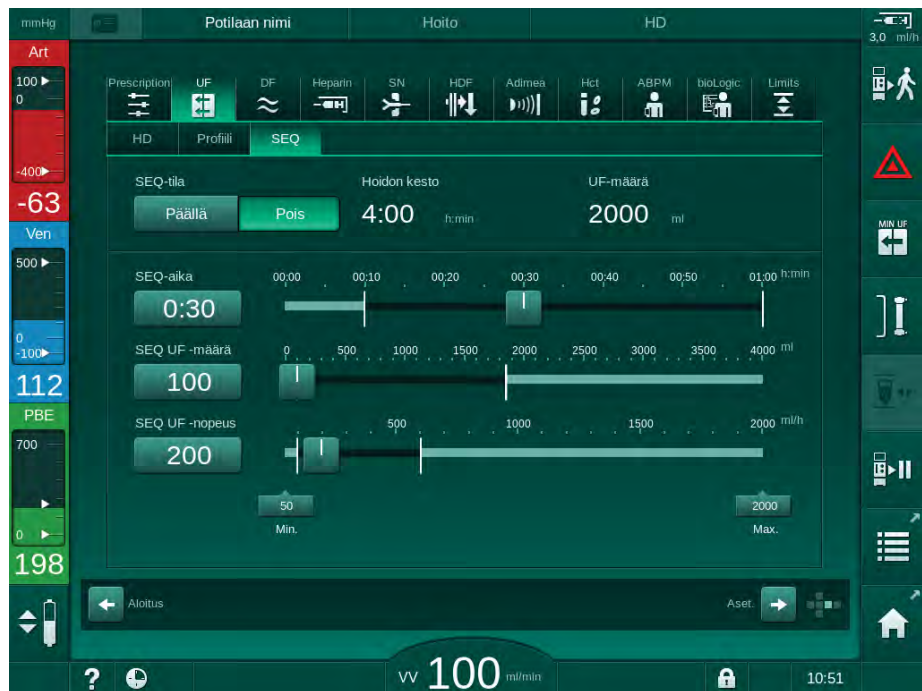 mmHg
Potilaan nimi
Hoito
HD
3,0 ml/h
Art
100
0
-400
-63
Ven
500
0
-100
112
PBE
700
0
198
Prescription
UF
DF
Heparin
SN
HDF
Adimea
Hct
ABPM
bioLogic
Limits
HD
Profiili
SEQ
SEQ-tila
Hoidon kesto
UF-määrä
Päällä
Pois
4:00 h:min
2000 ml
SEQ-aika
00:00 00:10 00:20 00:30 00:40 00:50 01:00 h:min
0:30
SEQ UF -määrä
0 500 1000 1500 2000 2500 3000 3500 4000 ml
100
SEQ UF -nopeus
500 1000 1500 2000 ml/h
200
50
Min.
2000
Max.
Aloitus
Aset.
MIN UF
? VV 100 ml/min
10:51